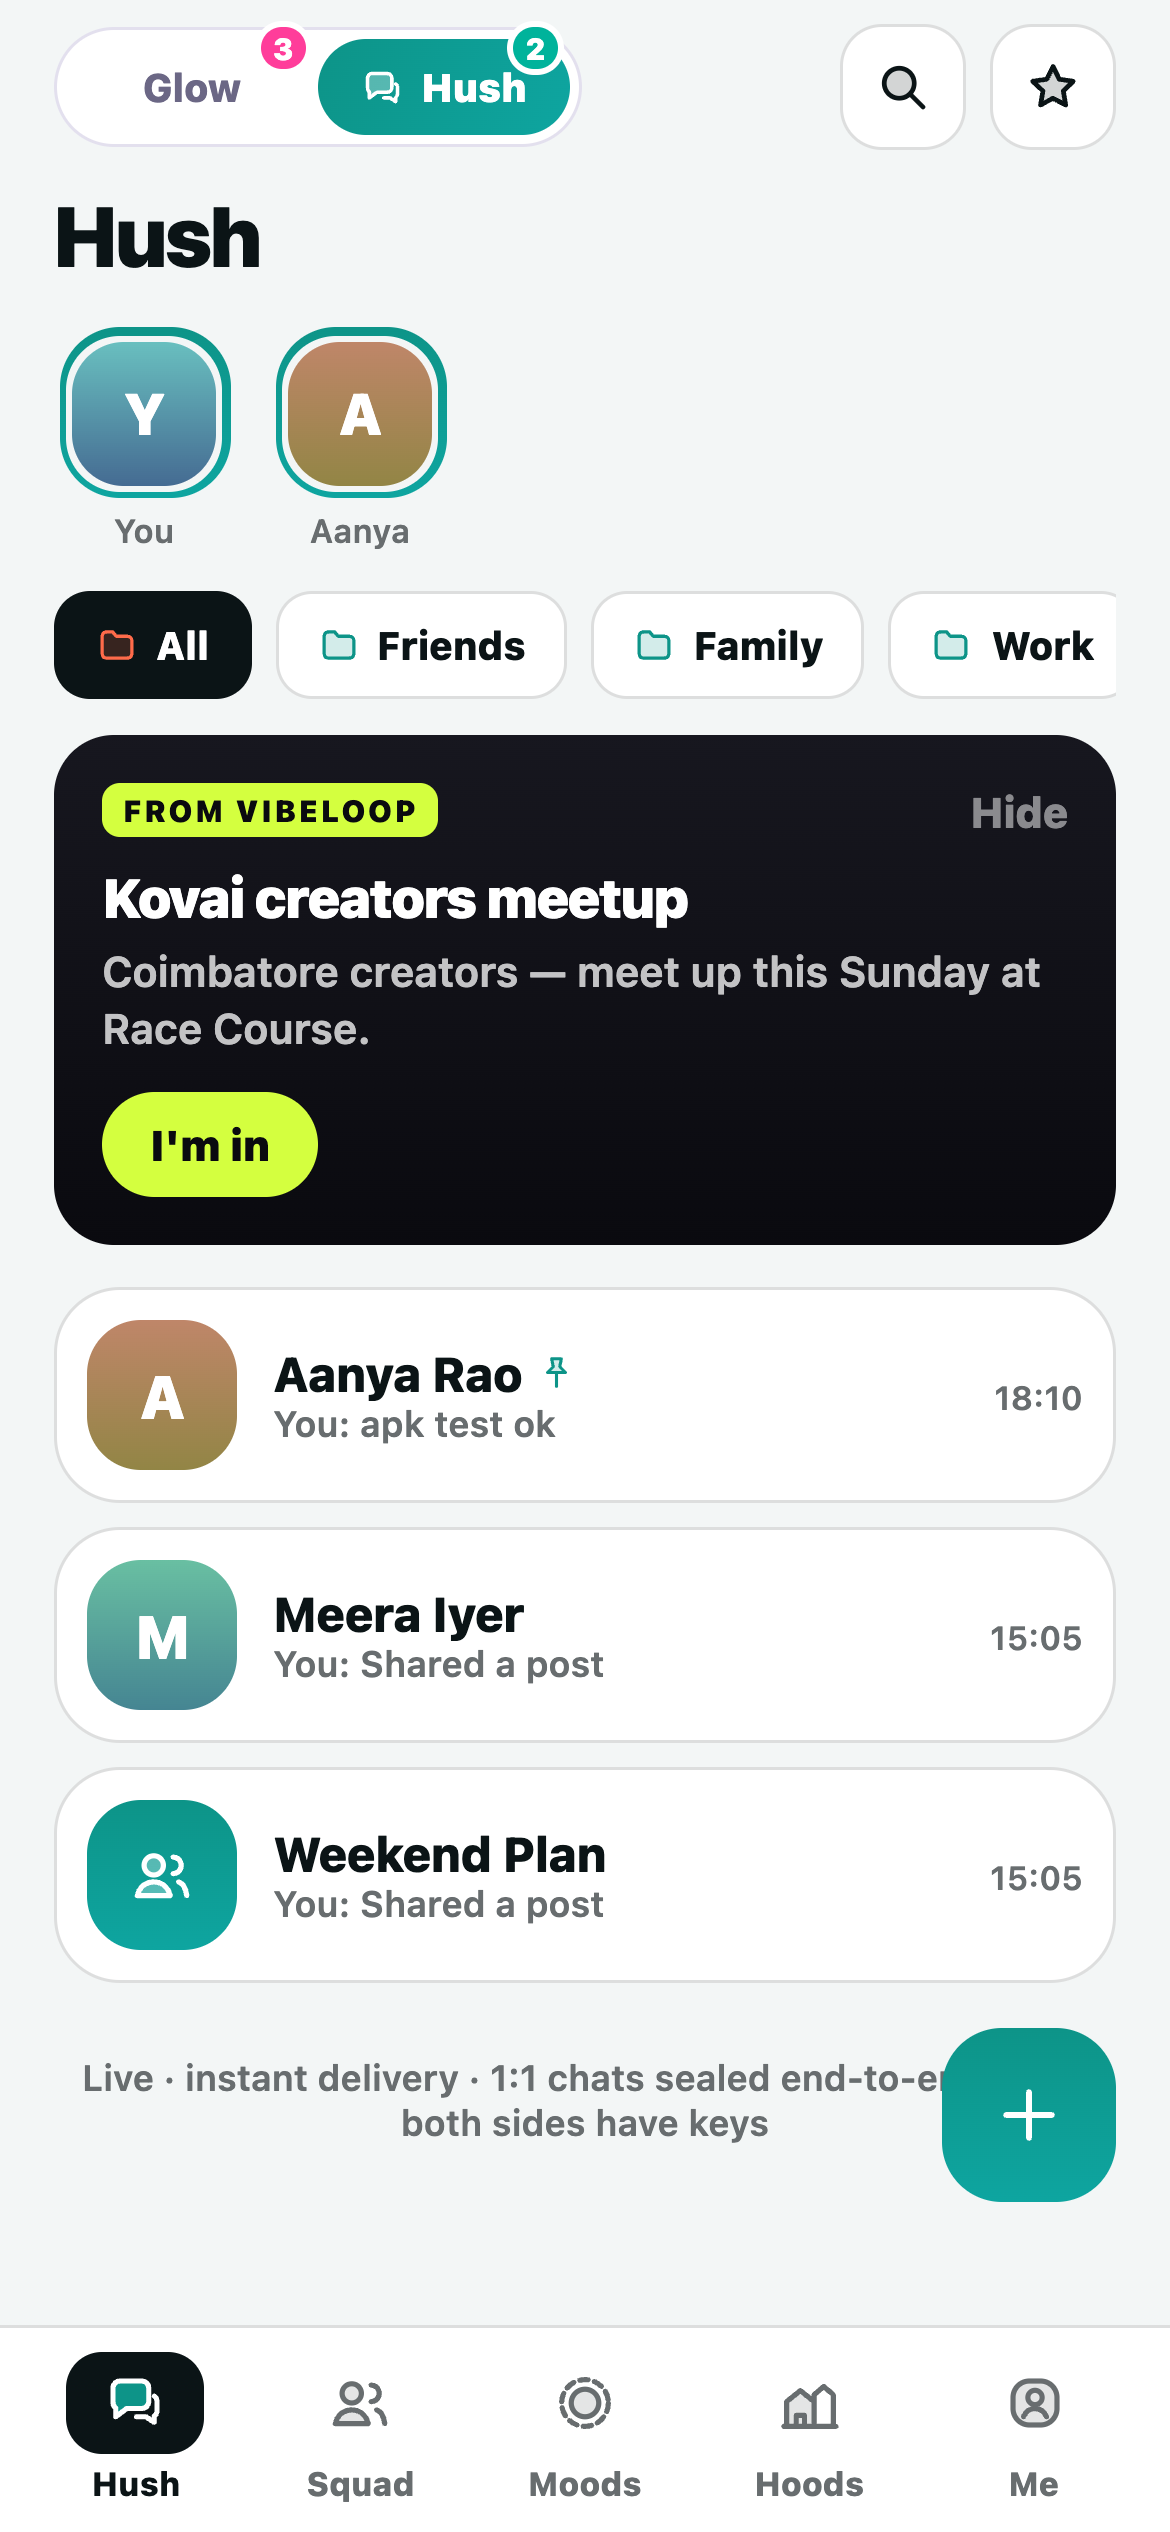 Glow 3
Hush 2
Hush
Y
A
You
Aanya
All
Friends
Family
Work
FROM VIBELOOP
Hide
Kovai creators meetup
Coimbatore creators — meet up this Sunday at
Race Course.
I'm in
A
Aanya Rao
You: apk test ok
18:10
M
Meera Iyer
You: Shared a post
15:05
Weekend Plan
You: Shared a post
15:05
Live · instant delivery · 1:1 chats sealed
both sides have keys
Hush
Squad
Moods
Hoods
Me